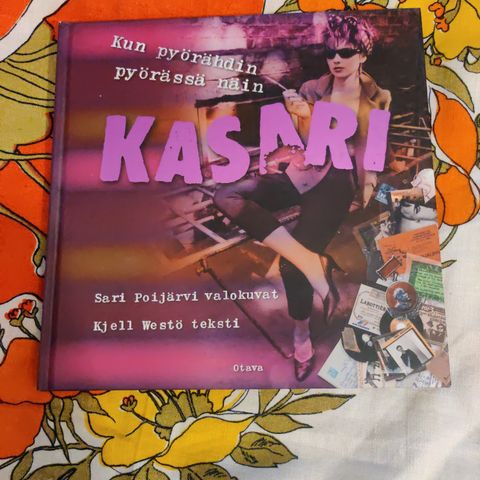 Kun pyörähdin
pyörässä näin
KASARI
Sari Poijärvi valokuvat
Kjell Westö teksti
Otava